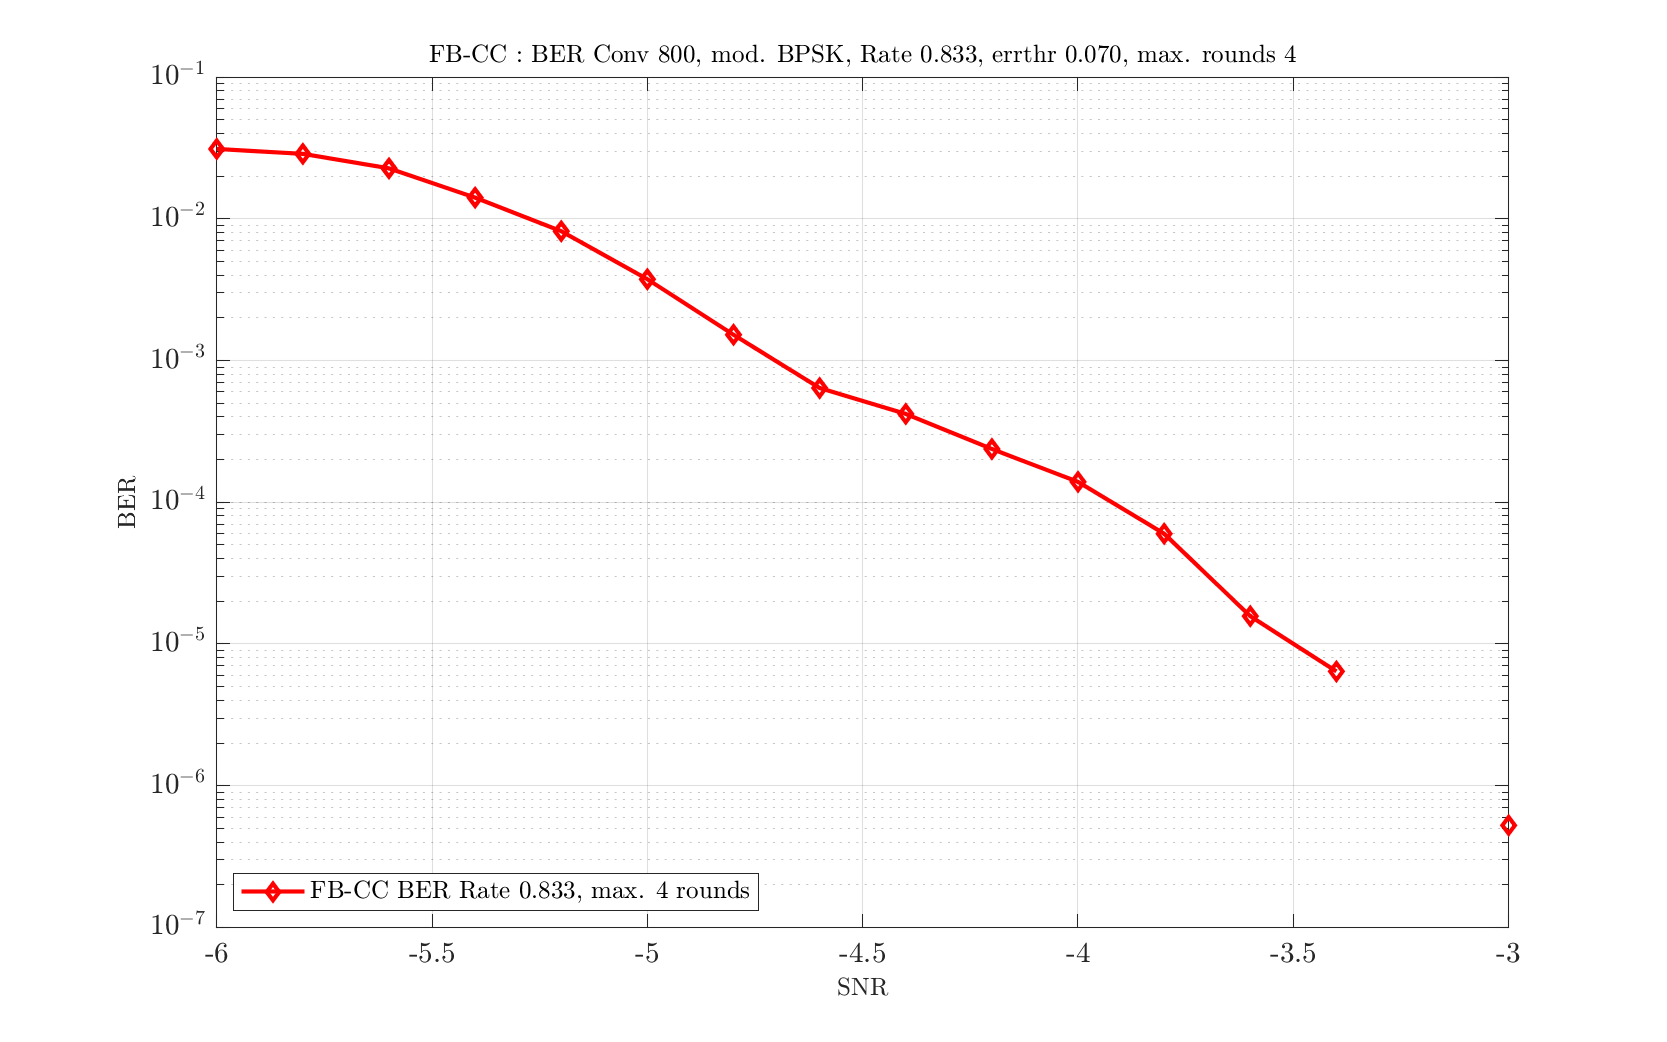 FB-CC : BER Conv 800, mod. BPSK, Rate 0.833, errthr 0.070, max. rounds 4
10⁻¹
10⁻²
10⁻³
10⁻⁴
10⁻⁵
10⁻⁶
10⁻⁷
BER
FB-CC BER Rate 0.833, max. 4 rounds
-6 -5.5 -5 -4.5 -4 -3.5 -3
SNR